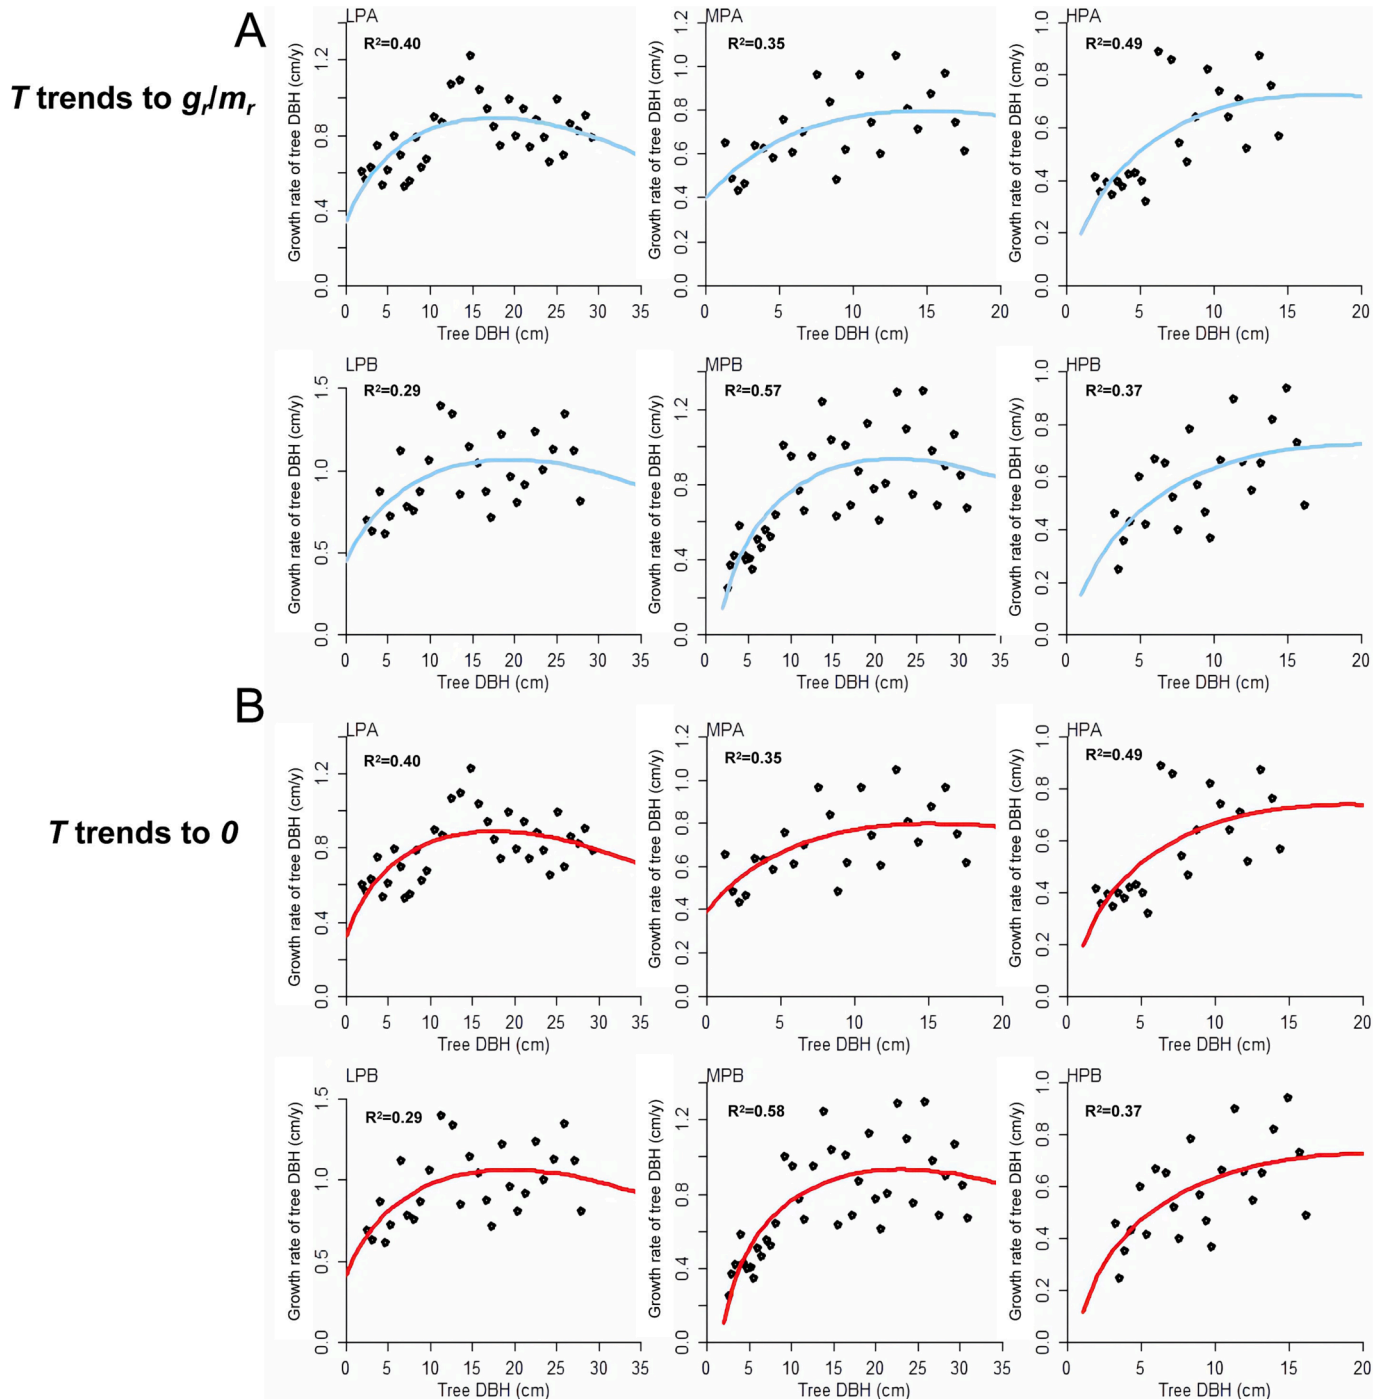 A
T trends to gr/mr
LPA
R²=0.40
Growth rate of tree DBH (cm/y)
0.0 0.4 0.8 1.2
0 5 10 15 20 25 30 35
Tree DBH (cm)
MPA
R²=0.35
Growth rate of tree DBH (cm/y)
0.0 0.2 0.4 0.6 0.8 1.0 1.2
0 5 10 15 20
Tree DBH (cm)
HPA
R²=0.49
Growth rate of tree DBH (cm/y)
0.0 0.2 0.4 0.6 0.8 1.0
0 5 10 15 20
Tree DBH (cm)
LPB
R²=0.29
Growth rate of tree DBH (cm/y)
0.0 0.5 1.0 1.5
0 5 10 15 20 25 30 35
Tree DBH (cm)
MPB
R²=0.57
Growth rate of tree DBH (cm/y)
0.0 0.4 0.8 1.2
0 5 10 15 20 25 30 35
Tree DBH (cm)
HPB
R²=0.37
Growth rate of tree DBH (cm/y)
0.0 0.2 0.4 0.6 0.8 1.0
0 5 10 15 20
Tree DBH (cm)
B
T trends to 0
LPA
R²=0.40
Growth rate of tree DBH (cm/y)
0.0 0.4 0.8 1.2
0 5 10 15 20 25 30 35
Tree DBH (cm)
MPA
R²=0.35
Growth rate of tree DBH (cm/y)
0.0 0.2 0.4 0.6 0.8 1.0 1.2
0 5 10 15 20
Tree DBH (cm)
HPA
R²=0.49
Growth rate of tree DBH (cm/y)
0.0 0.2 0.4 0.6 0.8 1.0
0 5 10 15 20
Tree DBH (cm)
LPB
R²=0.29
Growth rate of tree DBH (cm/y)
0.0 0.5 1.0 1.5
0 5 10 15 20 25 30 35
Tree DBH (cm)
MPB
R²=0.58
Growth rate of tree DBH (cm/y)
0.0 0.4 0.8 1.2
0 5 10 15 20 25 30 35
Tree DBH (cm)
HPB
R²=0.37
Growth rate of tree DBH (cm/y)
0.0 0.2 0.4 0.6 0.8 1.0
0 5 10 15 20
Tree DBH (cm)